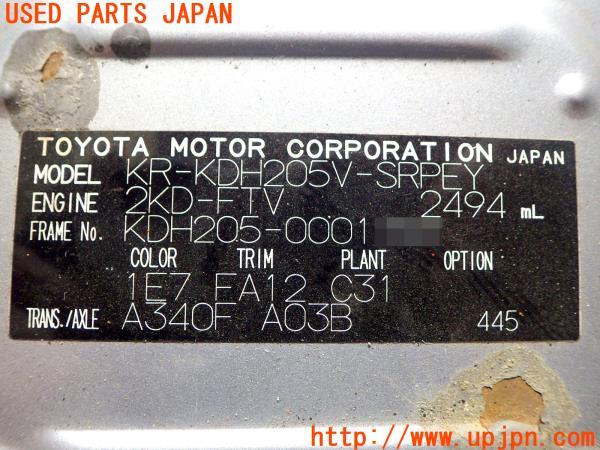 USED PARTS JAPAN
TOYOTA MOTOR CORPORATION JAPAN
MODEL KR-KDH205V-SRPEY
ENGINE 2KD-FTV 2494 mL
FRAME No. KDH205-0001
COLOR TRIM PLANT OPTION
1E7 FA12 C31
TRANS./AXLE A340F A03B 445
http://www.upjpn.com